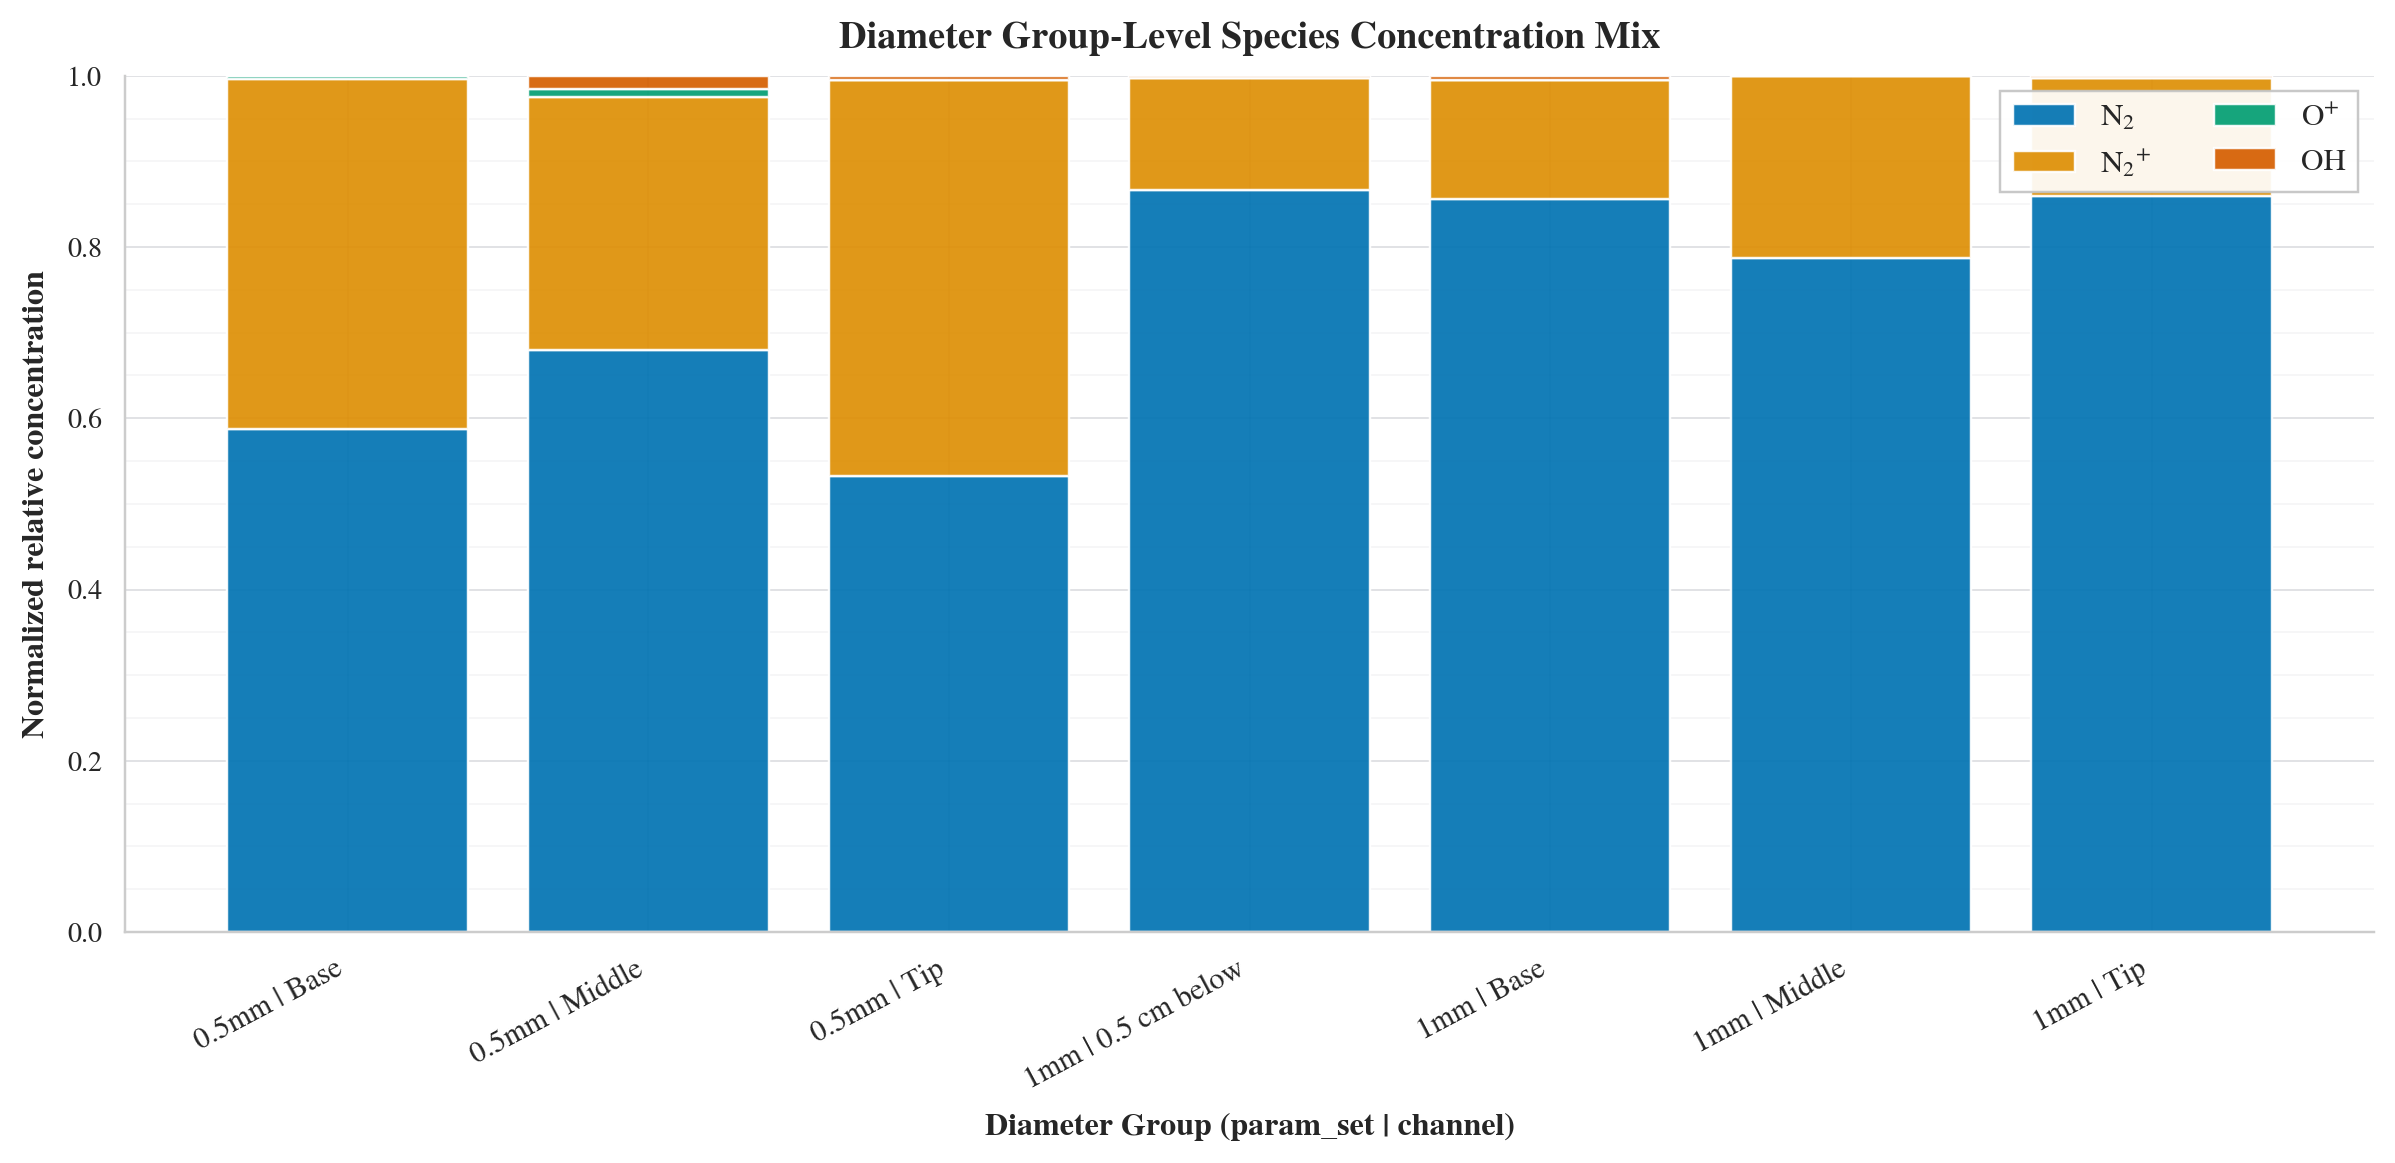 Diameter Group-Level Species Concentration Mix
Normalized relative concentration
1.0
0.8
0.6
0.4
0.2
0.0
N₂
N₂⁺
O⁺
OH
0.5mm | Base
0.5mm | Middle
0.5mm | Tip
1mm | 0.5 cm below
1mm | Base
1mm | Middle
1mm | Tip
Diameter Group (param_set | channel)